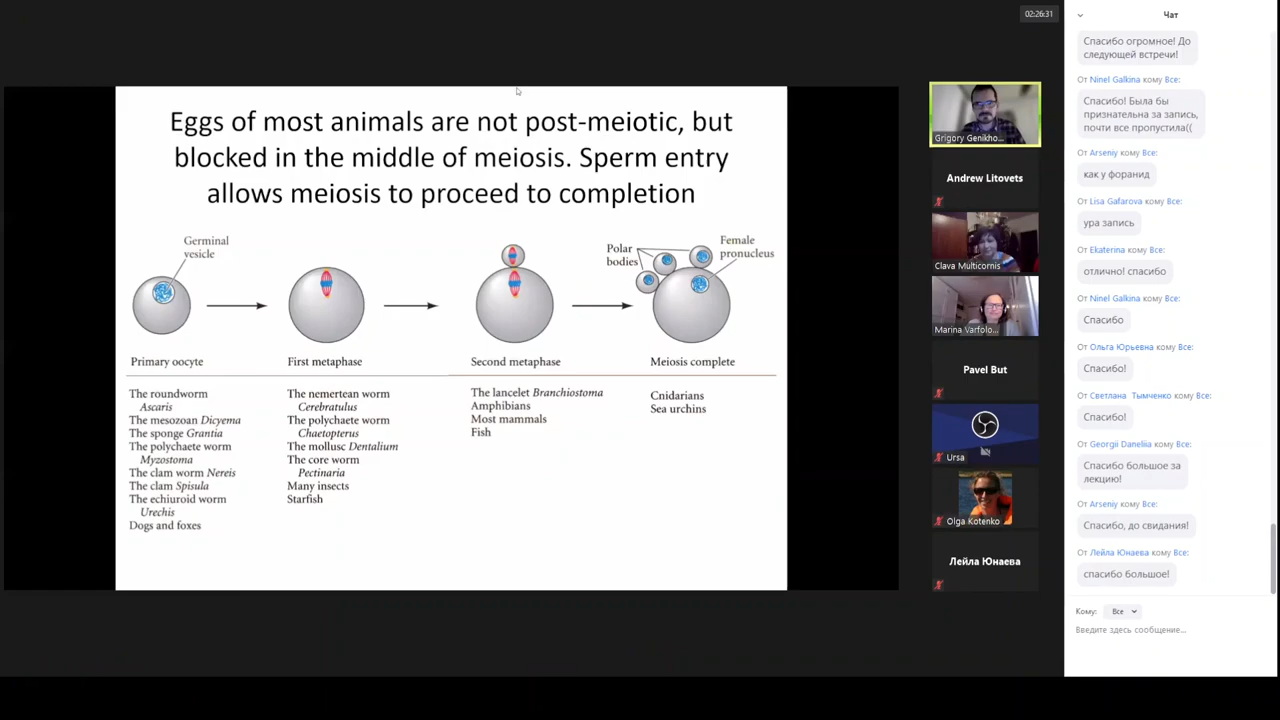 02:26:31
Eggs of most animals are not post-meiotic, but
blocked in the middle of meiosis. Sperm entry
allows meiosis to proceed to completion
Germinal
vesicle
Polar
bodies
Female
pronucleus
Primary oocyte
First metaphase
Second metaphase
Meiosis complete
The roundworm
Ascaris
The mesozoan Dicyema
The sponge Grantia
The polychaete worm
Myzostoma
The clam worm Nereis
The clam Spisula
The echiuroid worm
Urechis
Dogs and foxes
The nemertean worm
Cerebratulus
The polychaete worm
Chaetopterus
The mollusc Dentalium
The core worm
Pectinaria
Many insects
Starfish
The lancelet Branchiostoma
Amphibians
Most mammals
Fish
Cnidarians
Sea urchins
Grigory Genikho...
Andrew Litovets
Clava Multicornis
Marina Varfolo...
Pavel But
Ursa
Olga Kotenko
Лейла Юнаева
Чат
Спасибо огромное! До
следующей встречи!
От Ninel Galkina кому Все:
Спасибо! Была бы
признательна за запись,
почти все пропустила((
От Arseniy кому Все:
как у форанид
От Lisa Gafarova кому Все:
ура запись
От Ekaterina кому Все:
отлично! спасибо
От Ninel Galkina кому Все:
Спасибо
От Ольга Юрьевна кому Все:
Спасибо!
От Светлана Тымченко кому Все:
Спасибо!
От Georgii Daneliia кому Все:
Спасибо большое за
лекцию!
От Arseniy кому Все:
Спасибо, до свидания!
От Лейла Юнаева кому Все:
спасибо большое!
Кому: Все
Введите здесь сообщение...